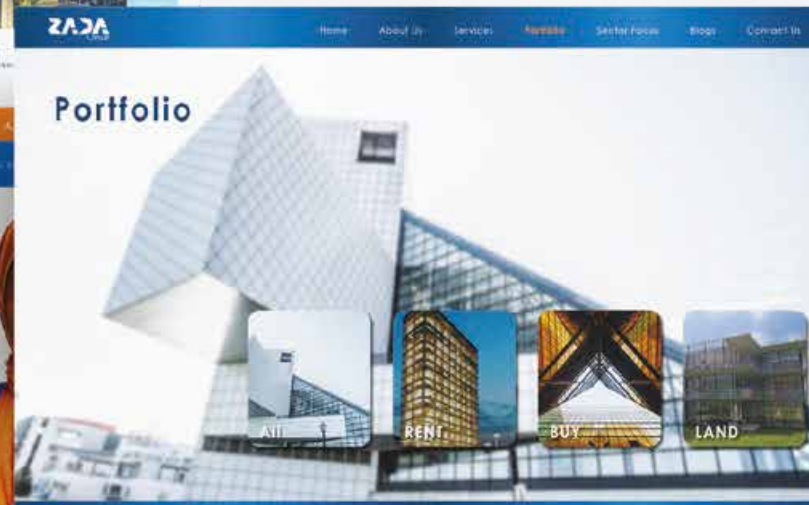 ZADA
Home About Us Services Portfolio Sector Focus Blogs Contact Us
Portfolio
All RENT BUY LAND